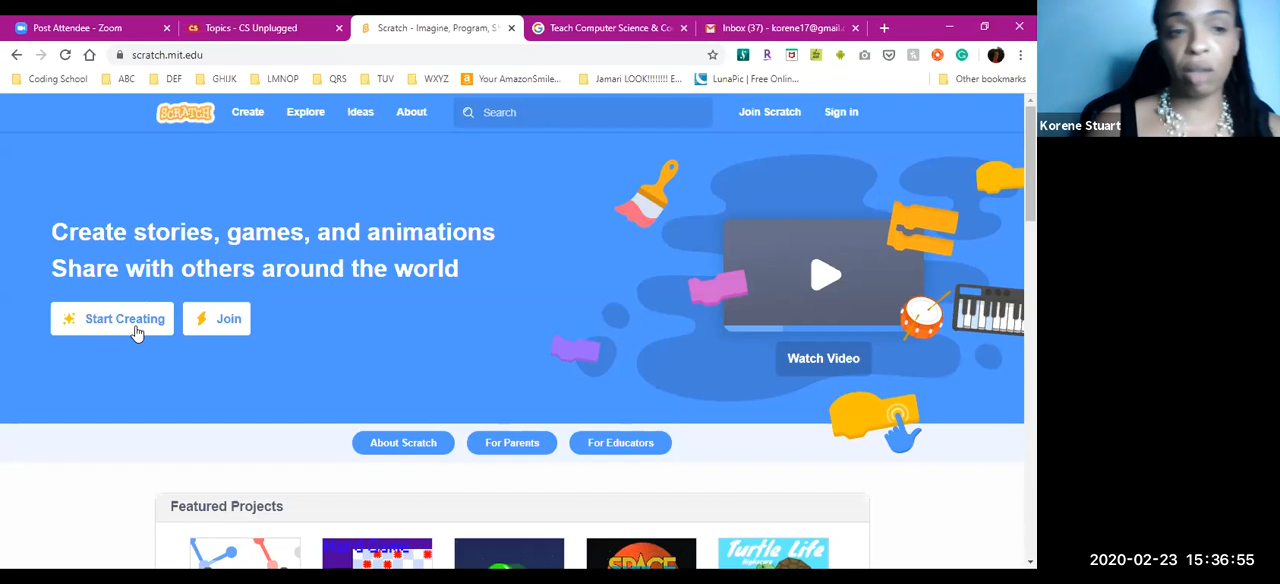 Post Attendee - Zoom
Topics - CS Unplugged
Scratch - Imagine, Program, S
Teach Computer Science & Co
Inbox (37) - korene17@gmail.c
scratch.mit.edu
Coding School
ABC
DEF
GHIJK
LMNOP
QRS
TUV
WXYZ
Your AmazonSmile...
Jamari LOOK!!!!!!! E...
LunaPic | Free Onlin...
Other bookmarks
SCRATCH
Create
Explore
Ideas
About
Search
Join Scratch
Sign in
Korene Stuart
Create stories, games, and animations
Share with others around the world
Start Creating
Join
Watch Video
About Scratch
For Parents
For Educators
Featured Projects
Turtle Life
SPACE
2020-02-23 15:36:55